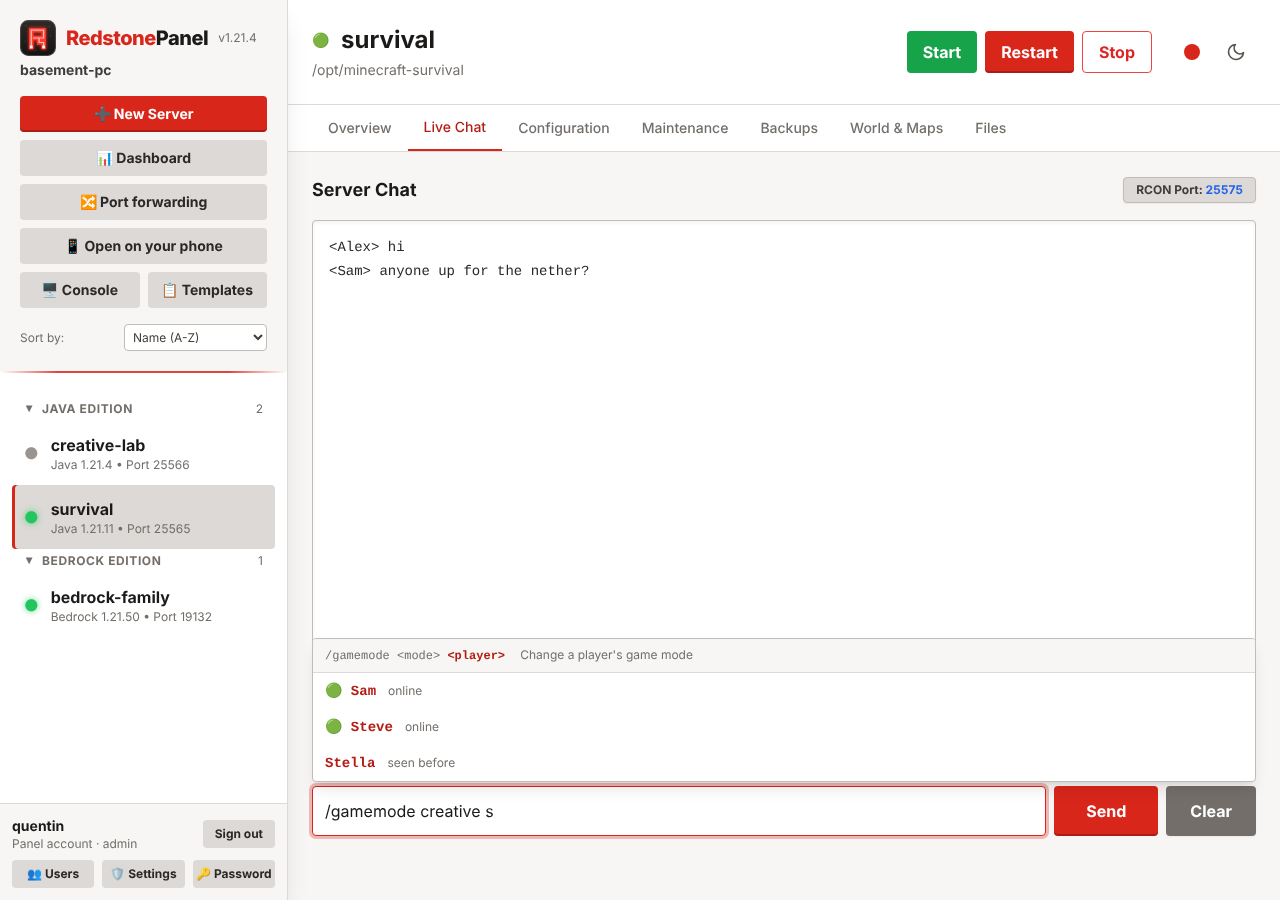 RedstonePanel v1.21.4
basement-pc
➕ New Server
📊 Dashboard
🔀 Port forwarding
📱 Open on your phone
🖥️ Console
📋 Templates
Sort by:
Name (A-Z)
▼ JAVA EDITION 2
creative-lab
Java 1.21.4 • Port 25566
survival
Java 1.21.11 • Port 25565
▼ BEDROCK EDITION 1
bedrock-family
Bedrock 1.21.50 • Port 19132
quentin
Panel account · admin
Sign out
👥 Users
🛡️ Settings
🔑 Password
survival
/opt/minecraft-survival
Start
Restart
Stop
Overview
Live Chat
Configuration
Maintenance
Backups
World & Maps
Files
Server Chat
RCON Port: 25575
<Alex> hi
<Sam> anyone up for the nether?
/gamemode <mode> <player> Change a player's game mode
Sam online
Steve online
Stella seen before
/gamemode creative s
Send
Clear